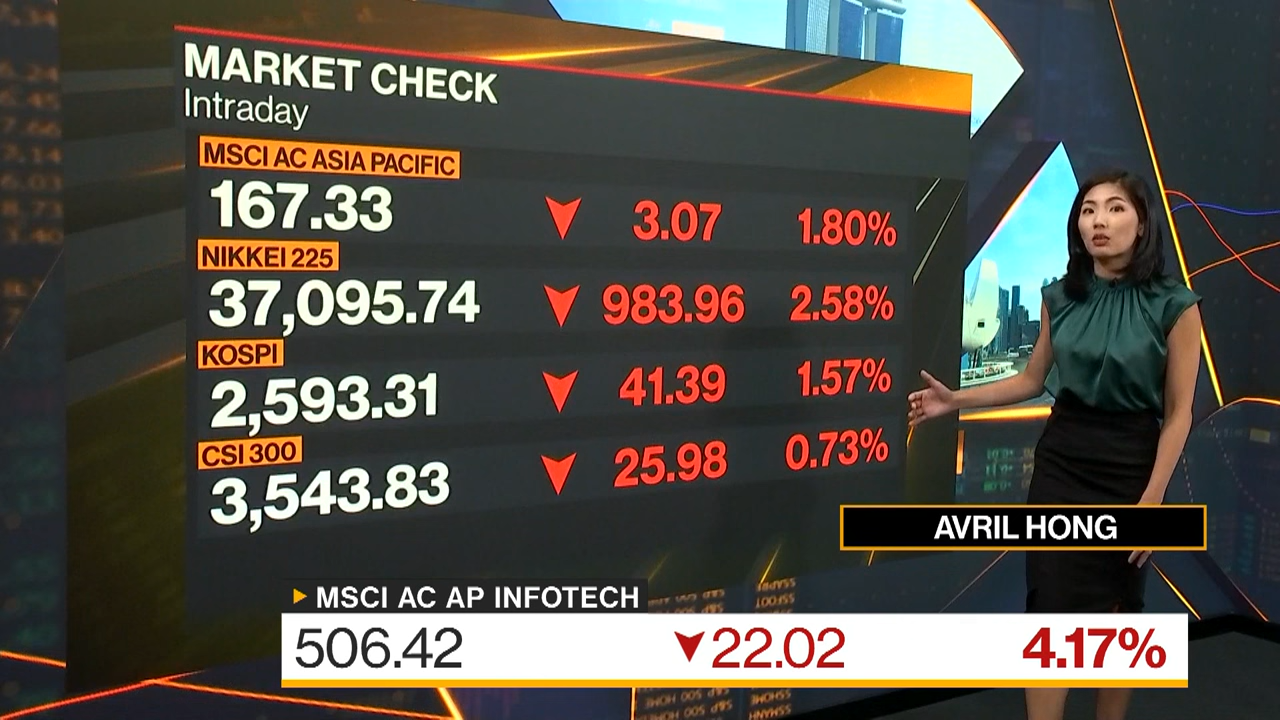 MARKET CHECK
Intraday
MSCI AC ASIA PACIFIC
167.33 3.07 1.80%
NIKKEI 225
37,095.74 983.96 2.58%
KOSPI
2,593.31 41.39 1.57%
CSI 300
3,543.83 25.98 0.73%
AVRIL HONG
MSCI AC AP INFOTECH
506.42 22.02 4.17%